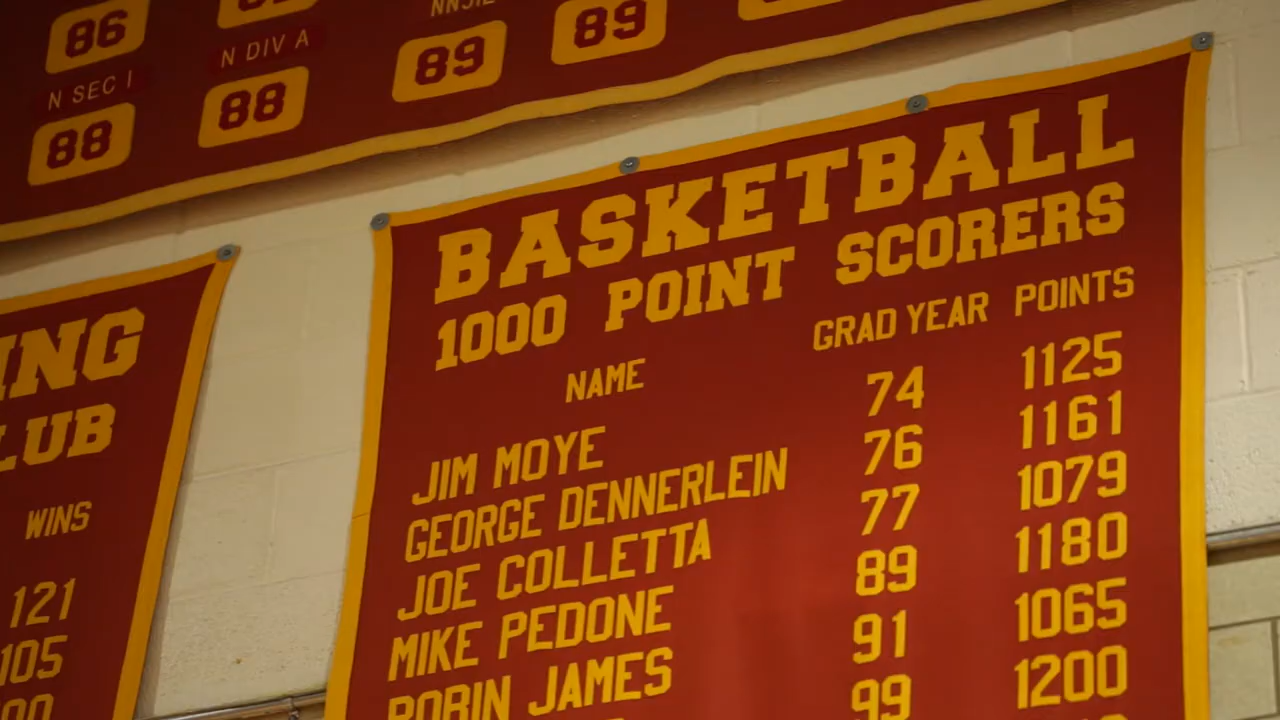 86
89
89
N DIV A
N SEC I
88
88
BASKETBALL
1000 POINT SCORERS
NAME GRAD YEAR POINTS
JIM MOYE 74 1125
GEORGE DENNERLEIN 76 1161
JOE COLLETTA 77 1079
MIKE PEDONE 89 1180
ROBIN JAMES 91 1065
99 1200
ING
LUB
WINS
121
105